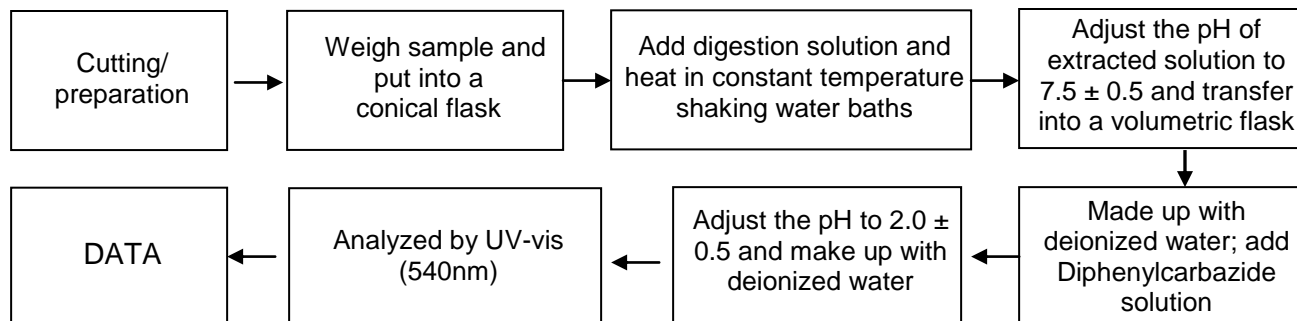 Cutting/
preparation
Weigh sample and
put into a
conical flask
Add digestion solution and
heat in constant temperature
shaking water baths
Adjust the pH of
extracted solution to
7.5 ± 0.5 and transfer
into a volumetric flask
Made up with
deionized water; add
Diphenylcarbazide
solution
Adjust the pH to 2.0 ±
0.5 and make up with
deionized water
Analyzed by UV-vis
(540nm)
DATA